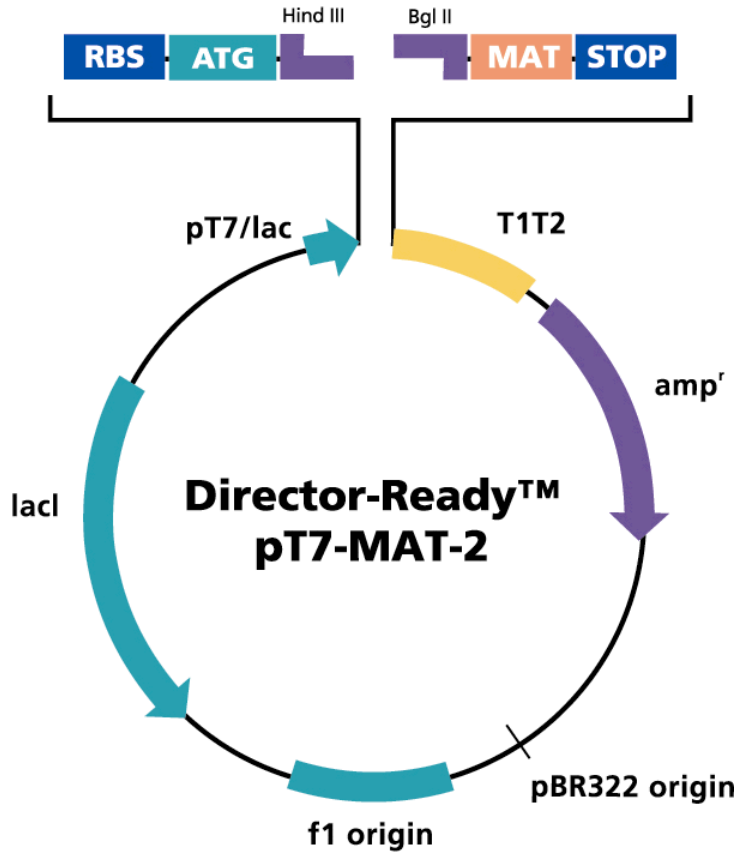 Hind III
Bgl II
RBS ATG MAT STOP
pT7/lac
T1T2
ampʳ
lacI
Director-Ready™
pT7-MAT-2
pBR322 origin
f1 origin